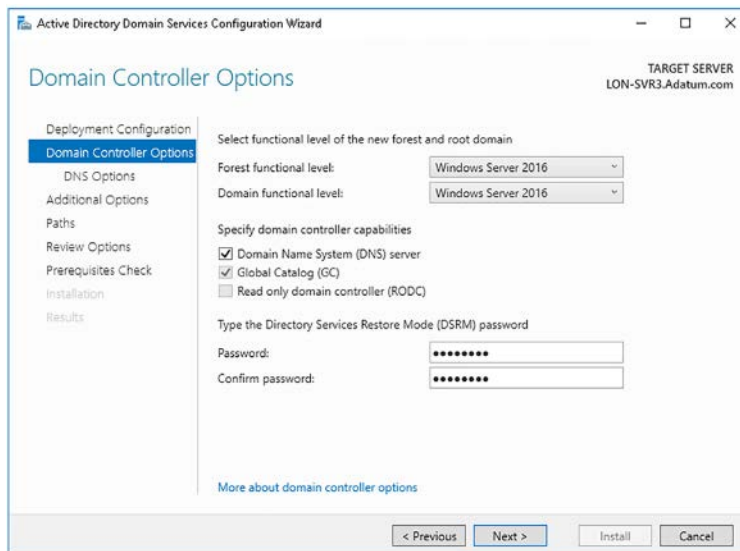 Active Directory Domain Services Configuration Wizard
Domain Controller Options
TARGET SERVER
LON-SVR3.Adatum.com
Deployment Configuration
Domain Controller Options
DNS Options
Additional Options
Paths
Review Options
Prerequisites Check
Installation
Results
Select functional level of the new forest and root domain
Forest functional level: Windows Server 2016
Domain functional level: Windows Server 2016
Specify domain controller capabilities
Domain Name System (DNS) server
Global Catalog (GC)
Read only domain controller (RODC)
Type the Directory Services Restore Mode (DSRM) password
Password: ●●●●●●●●
Confirm password: ●●●●●●●●
More about domain controller options
< Previous Next > Install Cancel